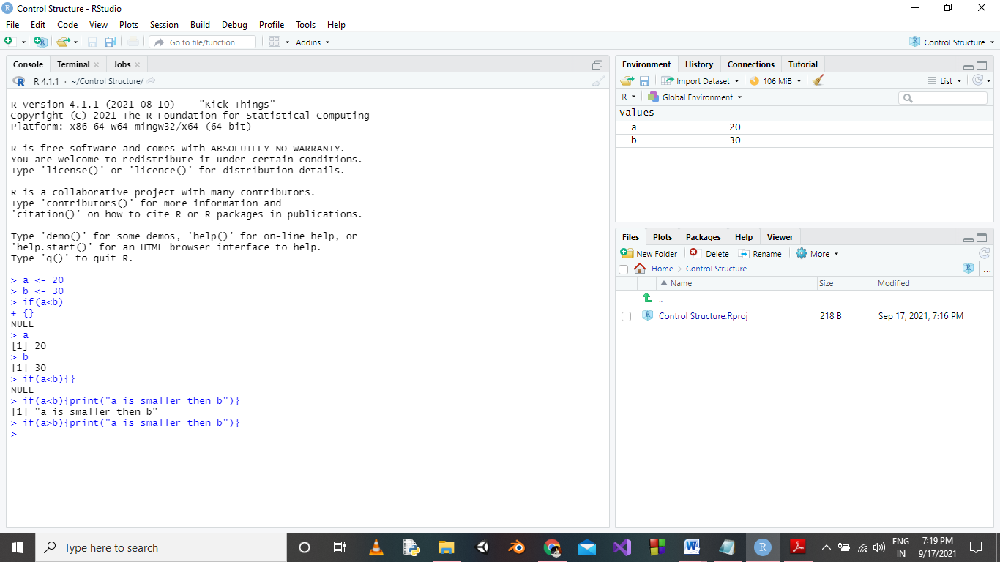 Control Structure - RStudio
File Edit Code View Plots Session Build Debug Profile Tools Help
Go to file/function Addins Control Structure
Console Terminal Jobs
R 4.1.1 · ~/Control Structure/
R version 4.1.1 (2021-08-10) -- "Kick Things"
Copyright (C) 2021 The R Foundation for Statistical Computing
Platform: x86_64-w64-mingw32/x64 (64-bit)
R is free software and comes with ABSOLUTELY NO WARRANTY.
You are welcome to redistribute it under certain conditions.
Type 'license()' or 'licence()' for distribution details.
R is a collaborative project with many contributors.
Type 'contributors()' for more information and
'citation()' on how to cite R or R packages in publications.
Type 'demo()' for some demos, 'help()' for on-line help, or
'help.start()' for an HTML browser interface to help.
Type 'q()' to quit R.
> a <- 20
> b <- 30
> if(a<b)
+ {}
NULL
> a
[1] 20
> b
[1] 30
> if(a<b){}
NULL
> if(a<b){print("a is smaller then b")}
[1] "a is smaller then b"
> if(a>b){print("a is smaller then b")}
>
Environment History Connections Tutorial
Import Dataset 106 MiB List
R Global Environment
Values
a 20
b 30
Files Plots Packages Help Viewer
New Folder Delete Rename More
Home Control Structure ...
Name Size Modified
..
Control Structure.Rproj 218 B Sep 17, 2021, 7:16 PM
Type here to search
ENG
IN
7:19 PM
9/17/2021